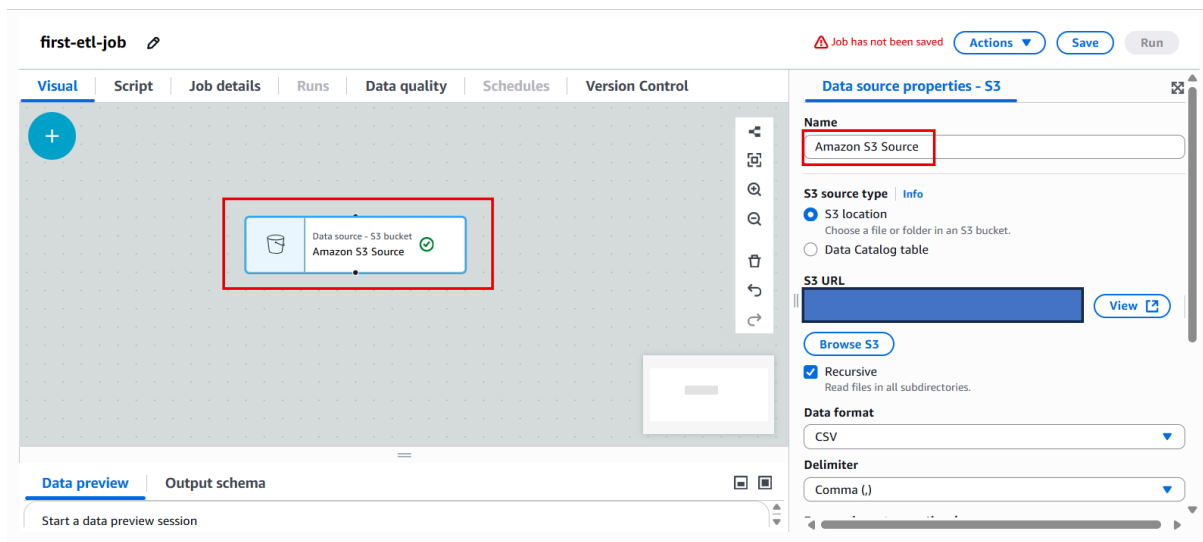 first-etl-job
Job has not been saved
Actions
Save
Run
Visual
Script
Job details
Runs
Data quality
Schedules
Version Control
Data source - S3 bucket
Amazon S3 Source
Data preview
Output schema
Start a data preview session
Data source properties - S3
Name
Amazon S3 Source
S3 source type
Info
S3 location
Choose a file or folder in an S3 bucket.
Data Catalog table
S3 URL
View
Browse S3
Recursive
Read files in all subdirectories.
Data format
CSV
Delimiter
Comma (,)